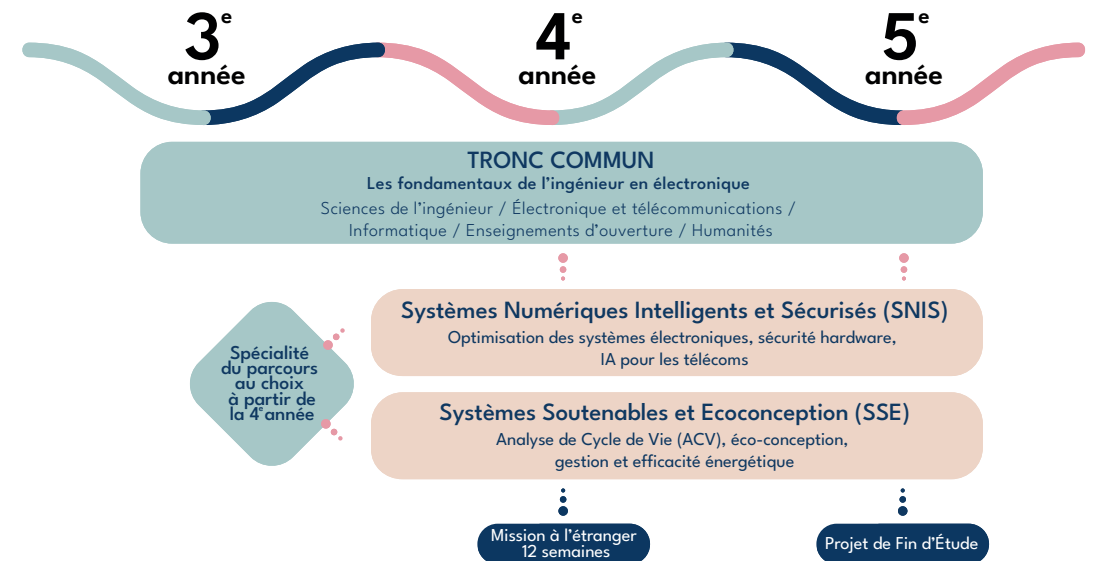 3e
année
4e
année
5e
année
TRONC COMMUN
Les fondamentaux de l'ingénieur en électronique
Sciences de l'ingénieur / Électronique et télécommunications /
Informatique / Enseignements d'ouverture / Humanités
Systèmes Numériques Intelligents et Sécurisés (SNIS)
Optimisation des systèmes électroniques, sécurité hardware,
IA pour les télécoms
Spécialité
du parcours
au choix
à partir de
la 4e année
Systèmes Soutenables et Ecoconception (SSE)
Analyse de Cycle de Vie (ACV), éco-conception,
gestion et efficacité énergétique
Mission à l'étranger
12 semaines
Projet de Fin d'Étude